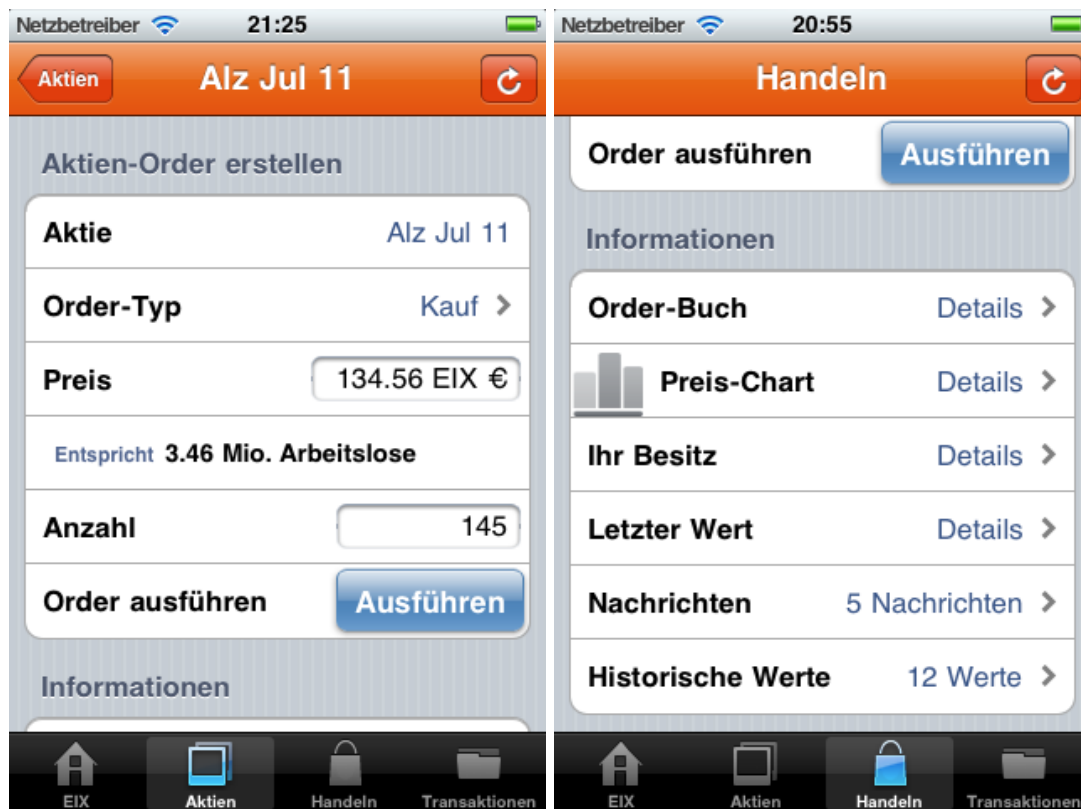 Netzbetreiber 21:25
Aktien Alz Jul 11
Aktien-Order erstellen
Aktie Alz Jul 11
Order-Typ Kauf
Preis 134.56 EIX €
Entspricht 3.46 Mio. Arbeitslose
Anzahl 145
Order ausführen Ausführen
Informationen
EIX Aktien Handeln Transaktionen
Netzbetreiber 20:55
Handeln
Order ausführen Ausführen
Informationen
Order-Buch Details
Preis-Chart Details
Ihr Besitz Details
Letzter Wert Details
Nachrichten 5 Nachrichten
Historische Werte 12 Werte
EIX Aktien Handeln Transaktionen